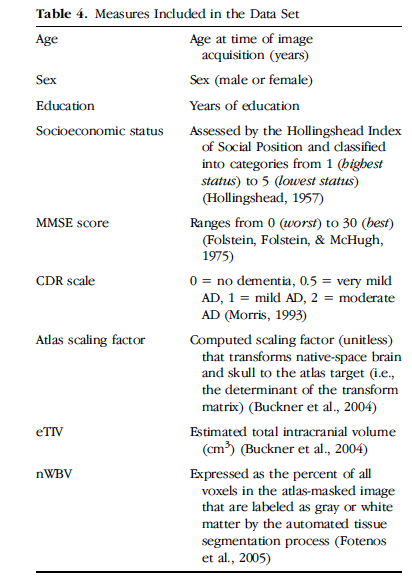 Table 4. Measures Included in the Data Set
Age Age at time of image
acquisition (years)
Sex Sex (male or female)
Education Years of education
Socioeconomic status Assessed by the Hollingshead Index
of Social Position and classified
into categories from 1 (highest
status) to 5 (lowest status)
(Hollingshead, 1957)
MMSE score Ranges from 0 (worst) to 30 (best)
(Folstein, Folstein, & McHugh,
1975)
CDR scale 0 = no dementia, 0.5 = very mild
AD, 1 = mild AD, 2 = moderate
AD (Morris, 1993)
Atlas scaling factor Computed scaling factor (unitless)
that transforms native-space brain
and skull to the atlas target (i.e.,
the determinant of the transform
matrix) (Buckner et al., 2004)
eTIV Estimated total intracranial volume
(cm³) (Buckner et al., 2004)
nWBV Expressed as the percent of all
voxels in the atlas-masked image
that are labeled as gray or white
matter by the automated tissue
segmentation process (Fotenos
et al., 2005)